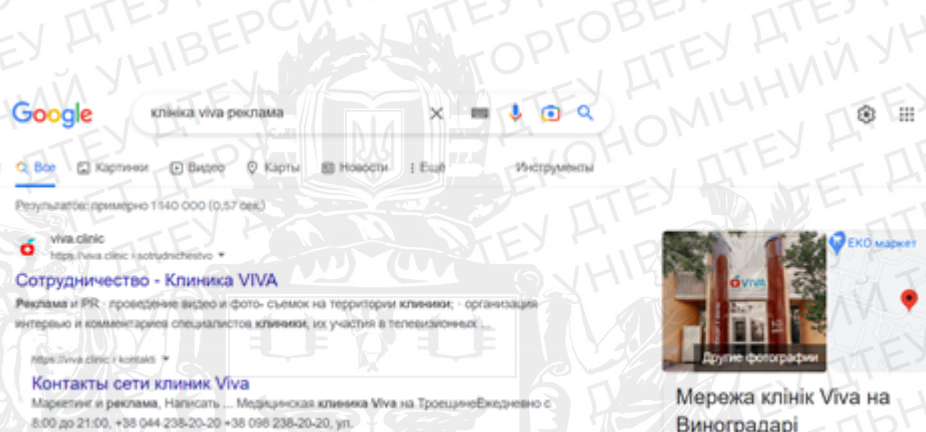 Google
клініка viva реклама
Все Картинки Видео Карты Новости Ещё Инструменты
Результатов: примерно 1 140 000 (0,57 сек.)
viva.clinic
https://viva.clinic › sotrudnichestvo
Сотрудничество - Клиника VIVA
Реклама и PR · проведение видео и фото- съемок на территории клиники; · организация
интервью и комментариев специалистов клиники, их участия в телевизионных ...
https://viva.clinic › kontakti
Контакты сети клиник Viva
Маркетинг и реклама, Написать ... Медицинская клиника Viva на ТроещинеЕжедневно с
8:00 до 21:00, +38 044 238-20-20 +38 098 238-20-20, ул.
VIVA
ЕКО маркет
Другие фотографии
Мережа клінік Viva на
Виноградарі